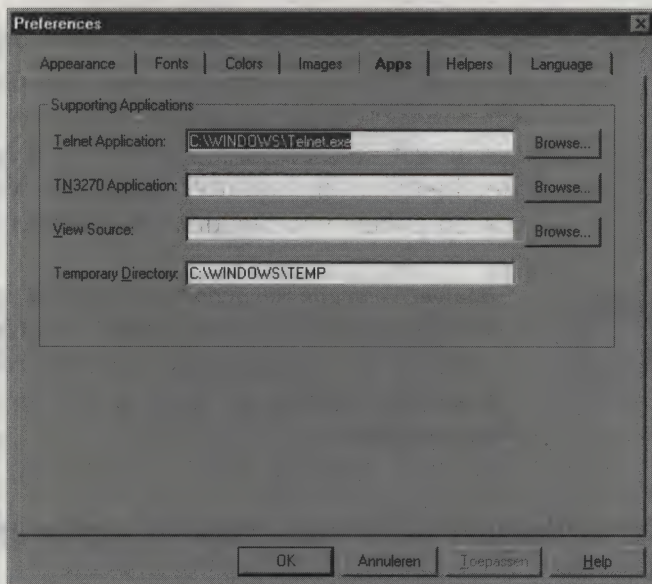 Preferences
Appearance | Fonts | Colors | Images | Apps | Helpers | Language |
Supporting Applications
Telnet Application: C:\WINDOWS\Telnet.exe Browse...
TN3270 Application: Browse...
View Source: Browse...
Temporary Directory: C:\WINDOWS\TEMP
OK Annuleren Toepassen Help